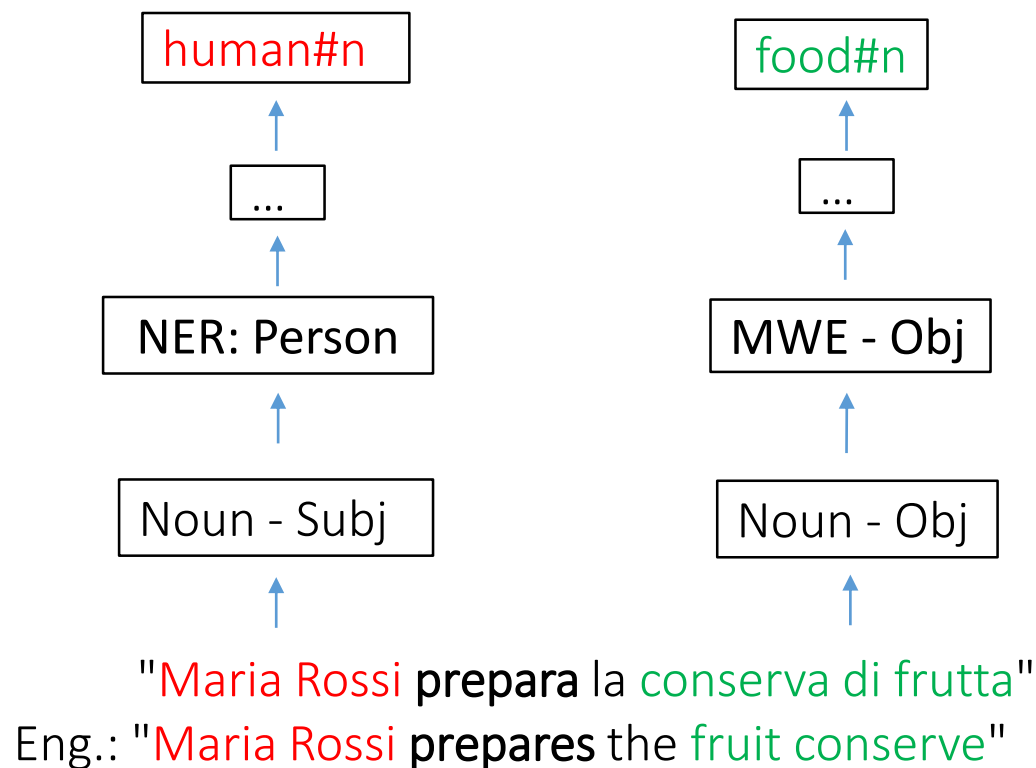 human#n
food#n
...
...
NER: Person
MWE - Obj
Noun - Subj
Noun - Obj
"Maria Rossi prepara la conserva di frutta"
Eng.: "Maria Rossi prepares the fruit conserve"